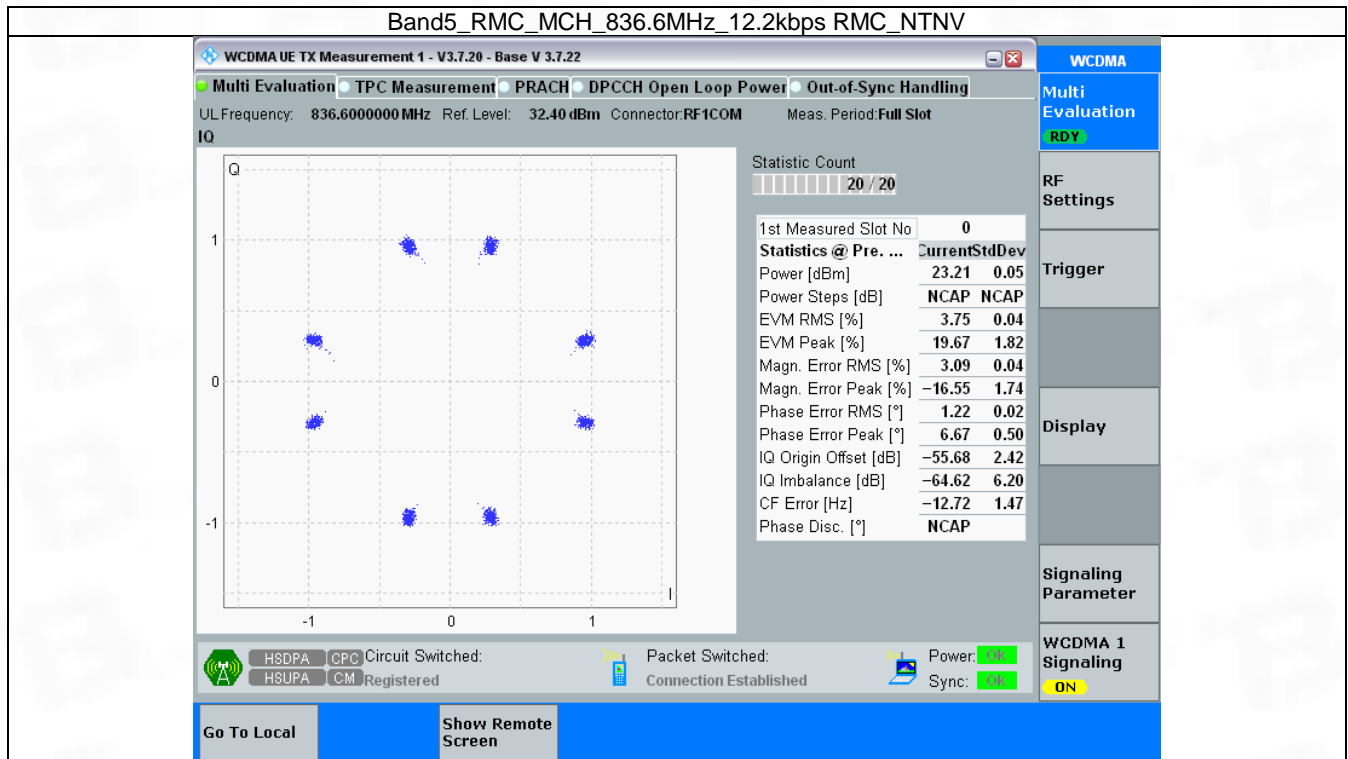 Band5_RMC_MCH_836.6MHz_12.2kbps RMC_NTNV
WCDMA UE TX Measurement 1 - V3.7.20 - Base V 3.7.22
WCDMA
Multi Evaluation TPC Measurement PRACH DPCCH Open Loop Power Out-of-Sync Handling
UL Frequency: 836.6000000 MHz Ref. Level: 32.40 dBm Connector:RF1COM Meas. Period:Full Slot
IQ
Q
1
0
-1
-1 0 1
I
Statistic Count
20 / 20
1st Measured Slot No 0
Statistics @ Pre. ... Current StdDev
Power [dBm] 23.21 0.05
Power Steps [dB] NCAP NCAP
EVM RMS [%] 3.75 0.04
EVM Peak [%] 19.67 1.82
Magn. Error RMS [%] 3.09 0.04
Magn. Error Peak [%] −16.55 1.74
Phase Error RMS [°] 1.22 0.02
Phase Error Peak [°] 6.67 0.50
IQ Origin Offset [dB] −55.68 2.42
IQ Imbalance [dB] −64.62 6.20
CF Error [Hz] −12.72 1.47
Phase Disc. [°] NCAP
Multi
Evaluation
RDY
RF
Settings
Trigger
Display
Signaling
Parameter
WCDMA 1
Signaling
ON
HSDPA CPC Circuit Switched: Packet Switched: Power: Ok
HSUPA CM Registered Connection Established Sync: Ok
Go To Local
Show Remote
Screen